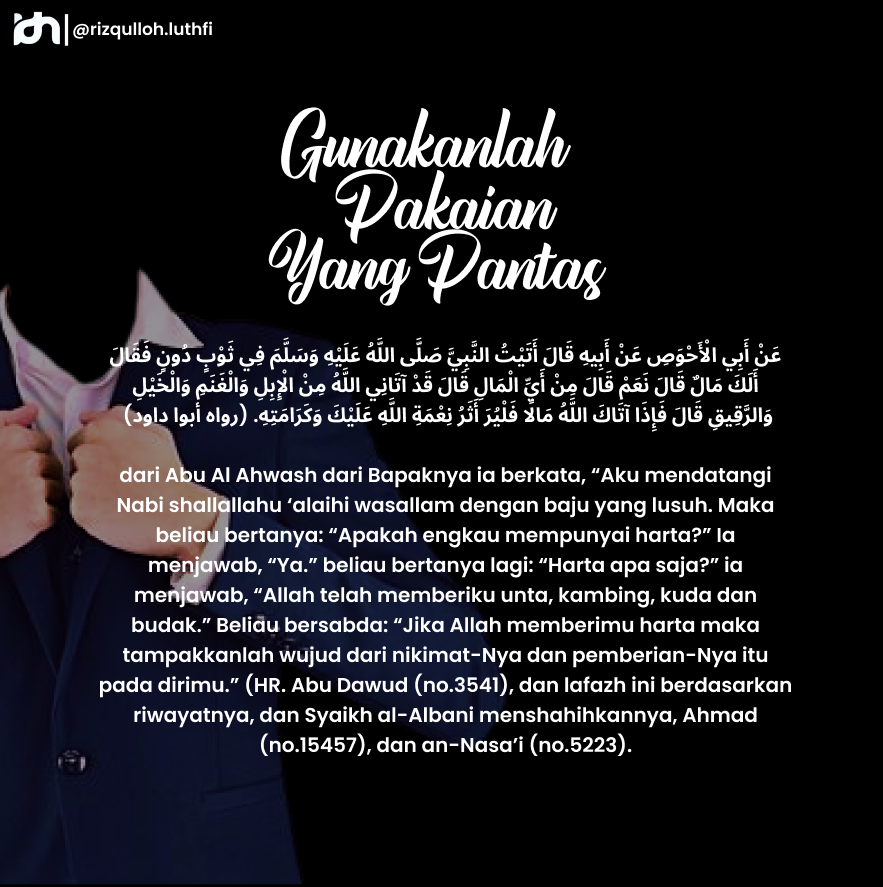 @rizqulloh.luthfi
Gunakanlah
Pakaian
Yang Pantas
عَنْ أَبِي الْأَحْوَصِ عَنْ أَبِيهِ قَالَ أَتَيْتُ النَّبِيَّ صَلَّى اللَّهُ عَلَيْهِ وَسَلَّمَ فِي ثَوْبٍ دُونٍ فَقَالَ
أَلَكَ مَالٌ قَالَ نَعَمْ قَالَ مِنْ أَيِّ الْمَالِ قَالَ قَدْ آتَانِي اللَّهُ مِنْ الْإِبِلِ وَالْغَنَمِ وَالْخَيْلِ
وَالرَّقِيقِ قَالَ فَإِذَا آتَاكَ اللَّهُ مَالًا فَلْيُرَ أَثَرُ نِعْمَةِ اللَّهِ عَلَيْكَ وَكَرَامَتِهِ. (رواه أبوا داود)
dari Abu Al Ahwash dari Bapaknya ia berkata, “Aku mendatangi
Nabi shallallahu ‘alaihi wasallam dengan baju yang lusuh. Maka
beliau bertanya: “Apakah engkau mempunyai harta?” Ia
menjawab, “Ya.” beliau bertanya lagi: “Harta apa saja?” ia
menjawab, “Allah telah memberiku unta, kambing, kuda dan
budak.” Beliau bersabda: “Jika Allah memberimu harta maka
tampakkanlah wujud dari nikimat-Nya dan pemberian-Nya itu
pada dirimu.” (HR. Abu Dawud (no.3541), dan lafazh ini berdasarkan
riwayatnya, dan Syaikh al-Albani menshahihkannya, Ahmad
(no.15457), dan an-Nasa’i (no.5223).